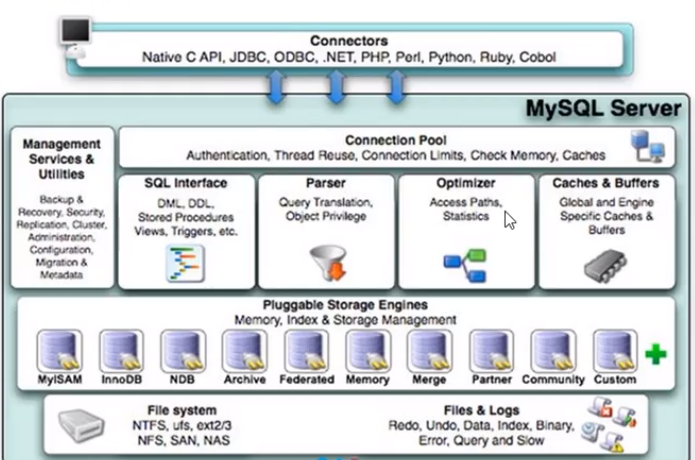 Connectors
Native C API, JDBC, ODBC, .NET, PHP, Perl, Python, Ruby, Cobol
MySQL Server
Management
Services &
Utilities
Backup &
Recovery, Security,
Replication, Cluster,
Administration,
Configuration,
Migration &
Metadata
Connection Pool
Authentication, Thread Reuse, Connection Limits, Check Memory, Caches
SQL Interface
DML, DDL,
Stored Procedures
Views, Triggers, etc.
Parser
Query Translation,
Object Privilege
Optimizer
Access Paths,
Statistics
Caches & Buffers
Global and Engine
Specific Caches &
Buffers
Pluggable Storage Engines
Memory, Index & Storage Management
MyISAM
InnoDB
NDB
Archive
Federated
Memory
Merge
Partner
Community
Custom
File system
NTFS, ufs, ext2/3
NFS, SAN, NAS
Files & Logs
Redo, Undo, Data, Index, Binary,
Error, Query and Slow